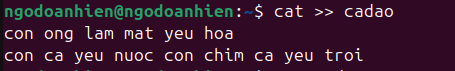 ngodoanhien@ngodoanhien:~$ cat >> cadao
con ong lam mat yeu hoa
con ca yeu nuoc con chim ca yeu troi